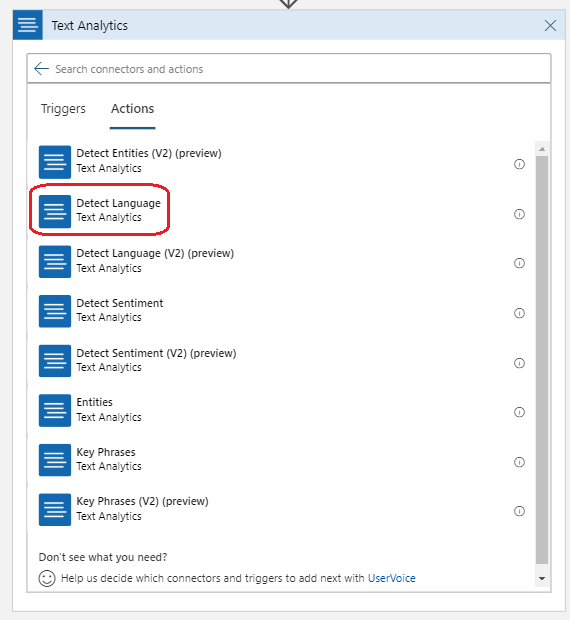 Text Analytics
Search connectors and actions
Triggers Actions
Detect Entities (V2) (preview)
Text Analytics
Detect Language
Text Analytics
Detect Language (V2) (preview)
Text Analytics
Detect Sentiment
Text Analytics
Detect Sentiment (V2) (preview)
Text Analytics
Entities
Text Analytics
Key Phrases
Text Analytics
Key Phrases (V2) (preview)
Text Analytics
Don't see what you need?
Help us decide which connectors and triggers to add next with UserVoice